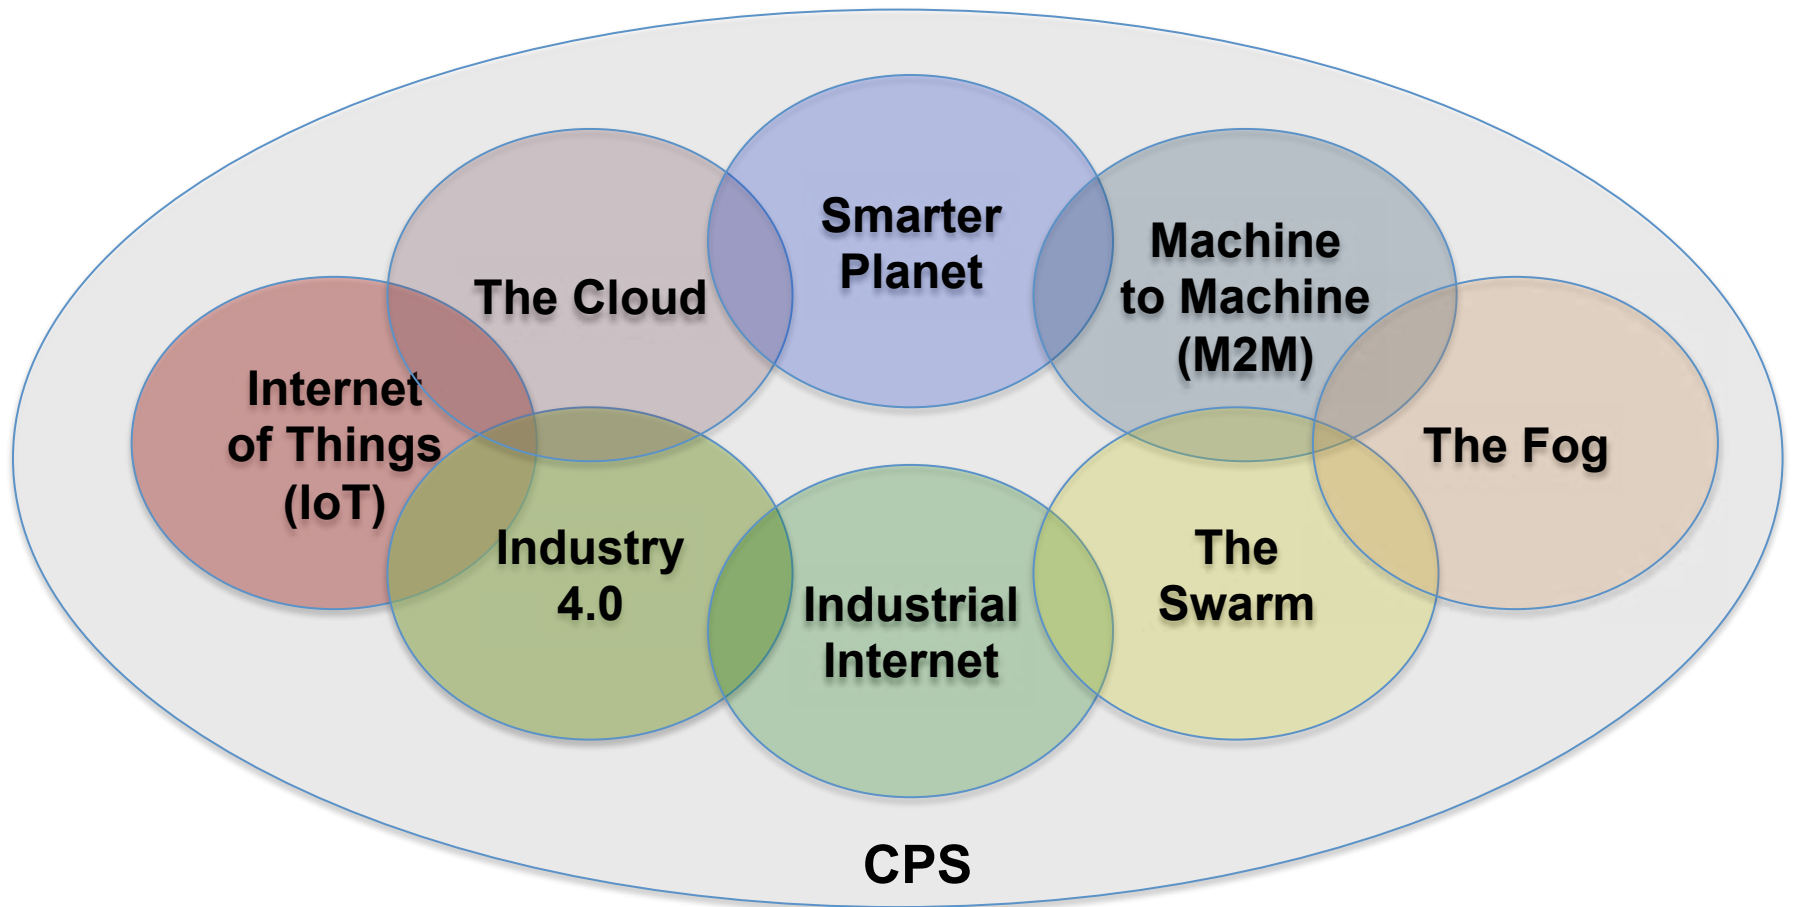 Smarter
Planet
Machine
to Machine
(M2M)
The Cloud
Internet
of Things
(IoT)
The Fog
Industry
4.0
Industrial
Internet
The
Swarm
CPS